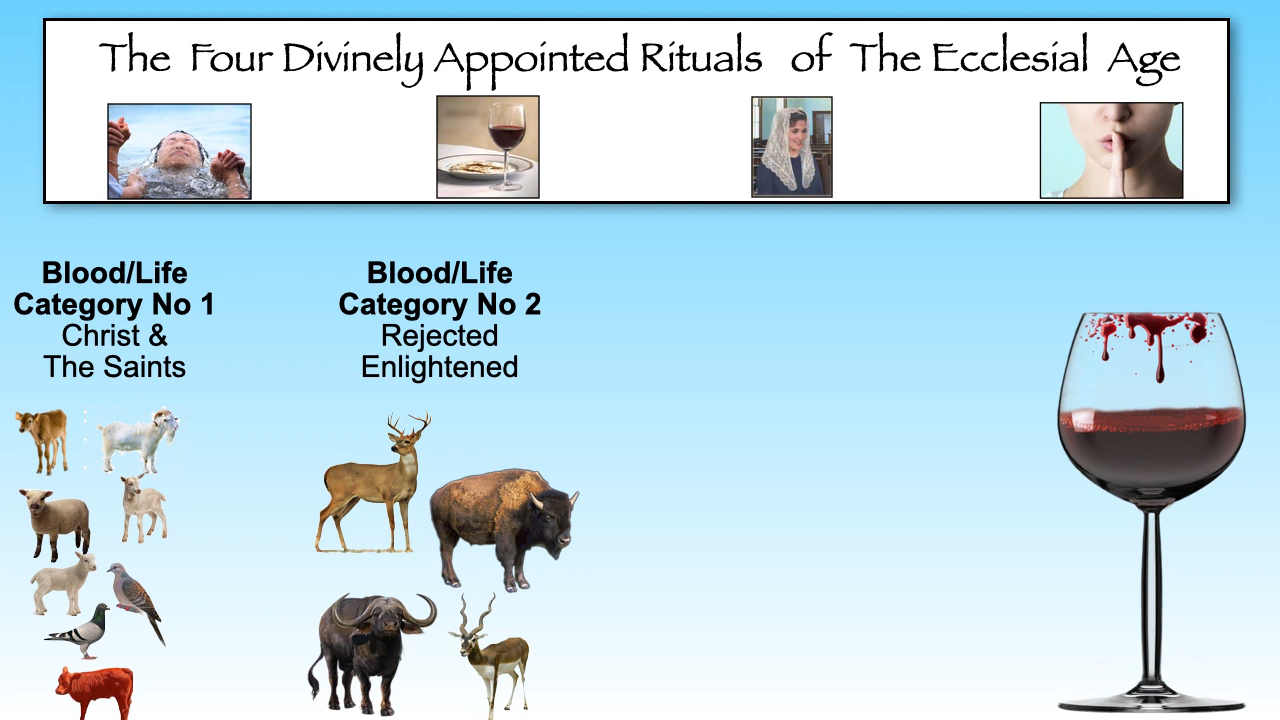 The Four Divinely Appointed Rituals of The Ecclesial Age
Blood/Life
Category No 1
Christ &
The Saints
Blood/Life
Category No 2
Rejected
Enlightened